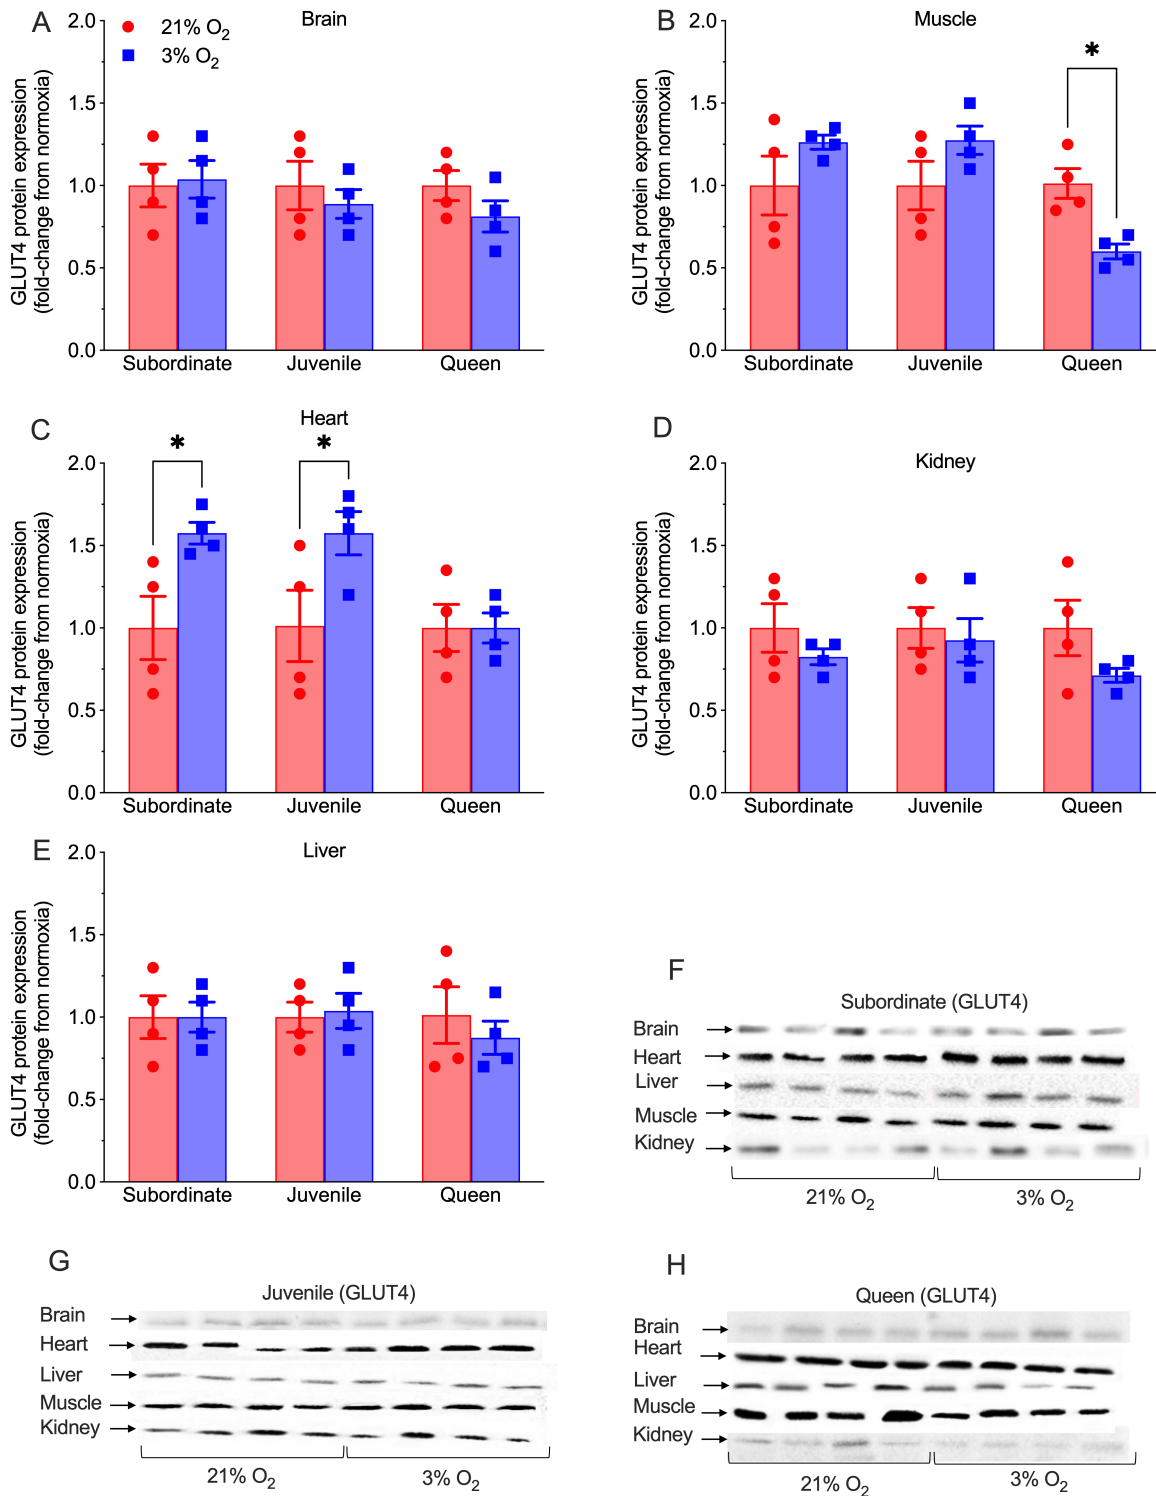 A
Brain
21% O2
3% O2
GLUT4 protein expression
(fold-change from normoxia)
2.0
1.5
1.0
0.5
0.0
Subordinate
Juvenile
Queen
B
Muscle
*
GLUT4 protein expression
(fold-change from normoxia)
2.0
1.5
1.0
0.5
0.0
Subordinate
Juvenile
Queen
C
Heart
*
*
GLUT4 protein expression
(fold-change from normoxia)
2.0
1.5
1.0
0.5
0.0
Subordinate
Juvenile
Queen
D
Kidney
GLUT4 protein expression
(fold-change from normoxia)
2.0
1.5
1.0
0.5
0.0
Subordinate
Juvenile
Queen
E
Liver
GLUT4 protein expression
(fold-change from normoxia)
2.0
1.5
1.0
0.5
0.0
Subordinate
Juvenile
Queen
F
Subordinate (GLUT4)
Brain
Heart
Liver
Muscle
Kidney
21% O2
3% O2
G
Juvenile (GLUT4)
Brain
Heart
Liver
Muscle
Kidney
21% O2
3% O2
H
Queen (GLUT4)
Brain
Heart
Liver
Muscle
Kidney
21% O2
3% O2